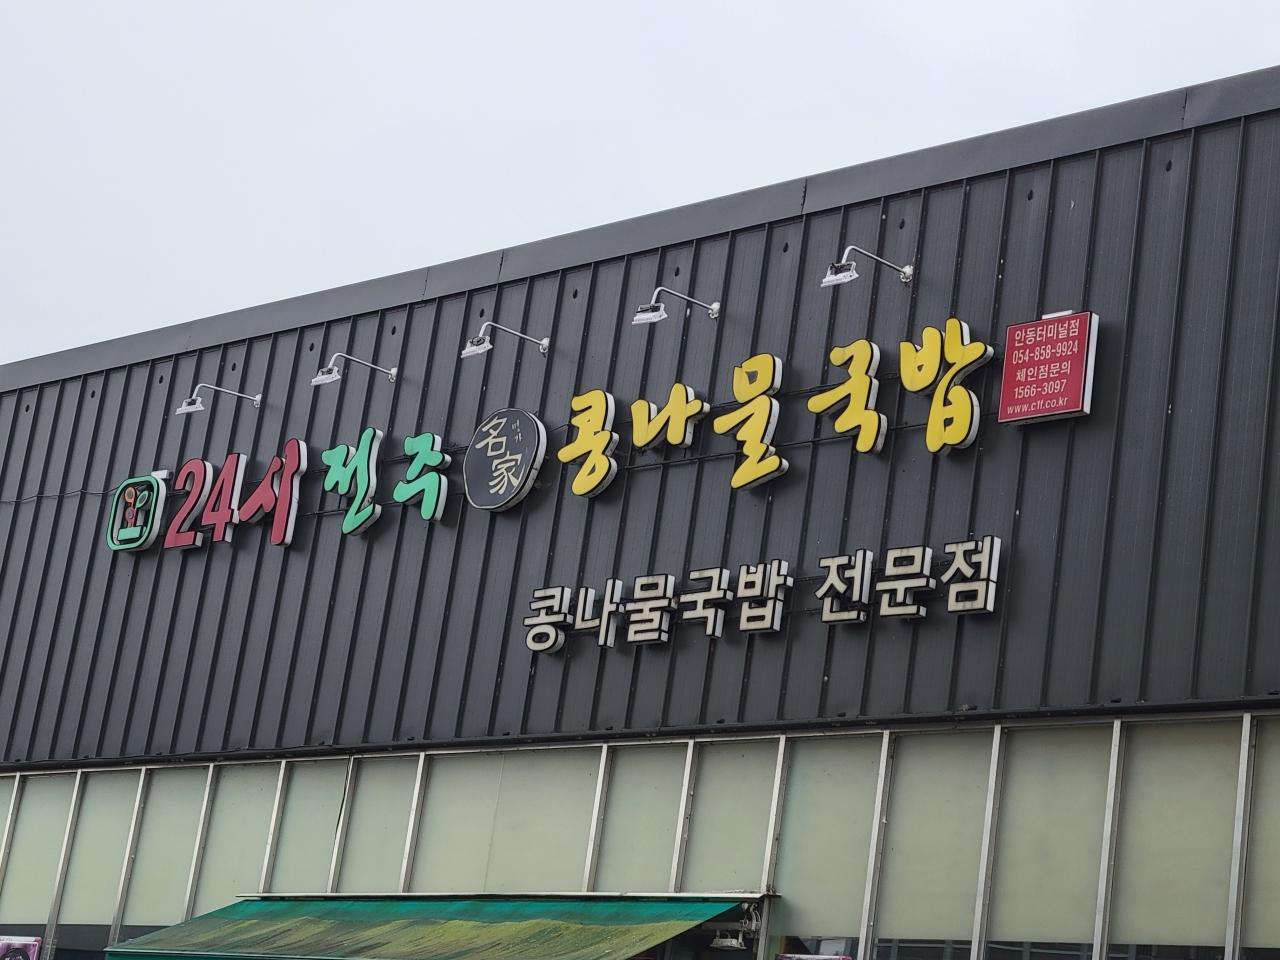 24시 전주 名家 명가 콩나물국밥
콩나물국밥 전문점
안동터미널점
054-858-9924
체인점문의
1566-3097
www.c1f.co.kr